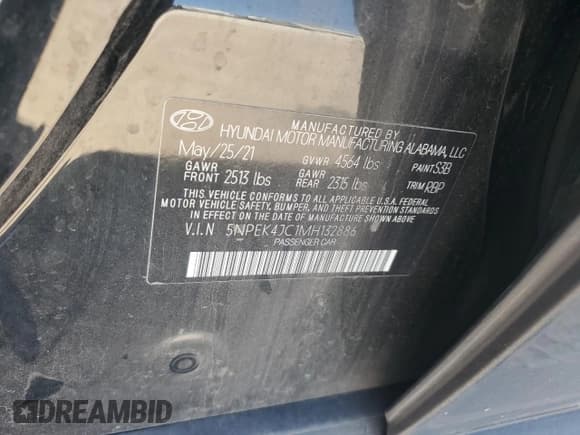 MANUFACTURED BY
HYUNDAI MOTOR MANUFACTURING ALABAMA, LLC
May/25/21 GVWR 4564 lbs PAINT S3B
GAWR FRONT 2513 lbs GAWR REAR 2315 lbs TRIM RBP
THIS VEHICLE CONFORMS TO ALL APPLICABLE U.S.A FEDERAL
MOTOR VEHICLE SAFETY, BUMPER, AND THEFT PREVENTION STANDARDS
IN EFFECT ON THE DATE OF MANUFACTURE SHOWN ABOVE.
V.I.N 5NPEK4JC1MH132886
PASSENGER CAR
DREAMBID